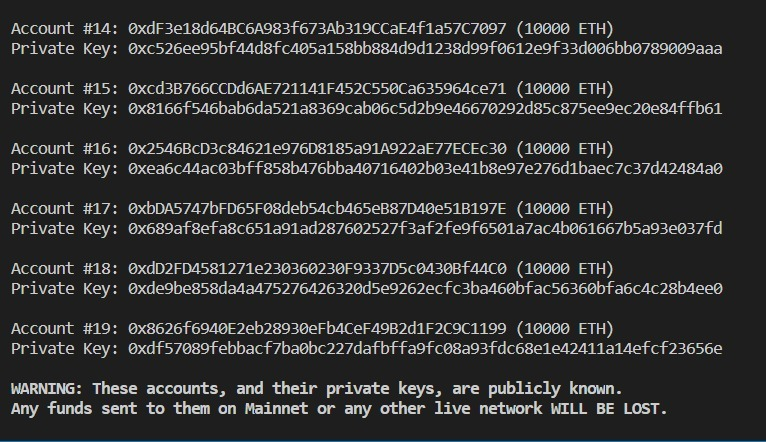 Account #14: 0xdF3e18d64BC6A983f673Ab319CCaE4f1a57C7097 (10000 ETH)
Private Key: 0xc526ee95bf44d8fc405a158bb884d9d1238d99f0612e9f33d006bb0789009aaa
Account #15: 0xcd3B766CCDd6AE721141F452C550Ca635964ce71 (10000 ETH)
Private Key: 0x8166f546bab6da521a8369cab06c5d2b9e46670292d85c875ee9ec20e84ffb61
Account #16: 0x2546BcD3c84621e976D8185a91A922aE77ECEc30 (10000 ETH)
Private Key: 0xea6c44ac03bff858b476bba40716402b03e41b8e97e276d1baec7c37d42484a0
Account #17: 0xbDA5747bFD65F08deb54cb465eB87D40e51B197E (10000 ETH)
Private Key: 0x689af8efa8c651a91ad287602527f3af2fe9f6501a7ac4b061667b5a93e037fd
Account #18: 0xdD2FD4581271e230360230F9337D5c0430Bf44C0 (10000 ETH)
Private Key: 0xde9be858da4a475276426320d5e9262ecfc3ba460bfac56360bfa6c4c28b4ee0
Account #19: 0x8626f6940E2eb28930eFb4CeF49B2d1F2C9C1199 (10000 ETH)
Private Key: 0xdf57089febbacf7ba0bc227dafbffa9fc08a93fdc68e1e42411a14efcf23656e
WARNING: These accounts, and their private keys, are publicly known.
Any funds sent to them on Mainnet or any other live network WILL BE LOST.